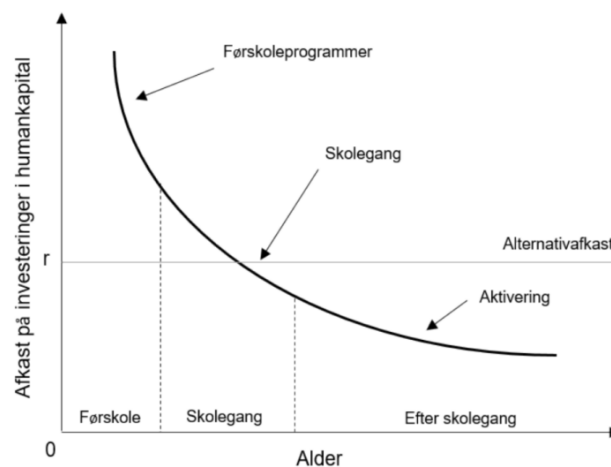 Afkast på investeringer i humankapital
Førskoleprogrammer
Skolegang
r
Alternativafkast
Aktivering
Førskole
Skolegang
Efter skolegang
0
Alder